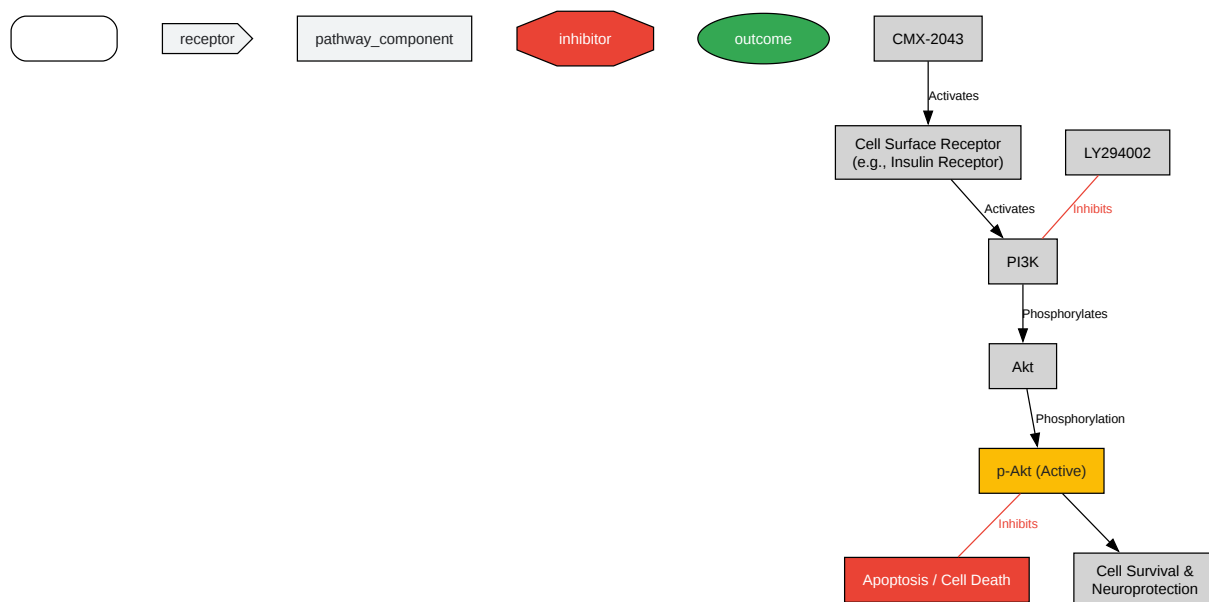 receptor
pathway_component
inhibitor
outcome
CMX-2043
Activates
Cell Surface Receptor
(e.g., Insulin Receptor)
LY294002
Activates
Inhibits
PI3K
Phosphorylates
Akt
Phosphorylation
p-Akt (Active)
Inhibits
Apoptosis / Cell Death
Cell Survival &
Neuroprotection